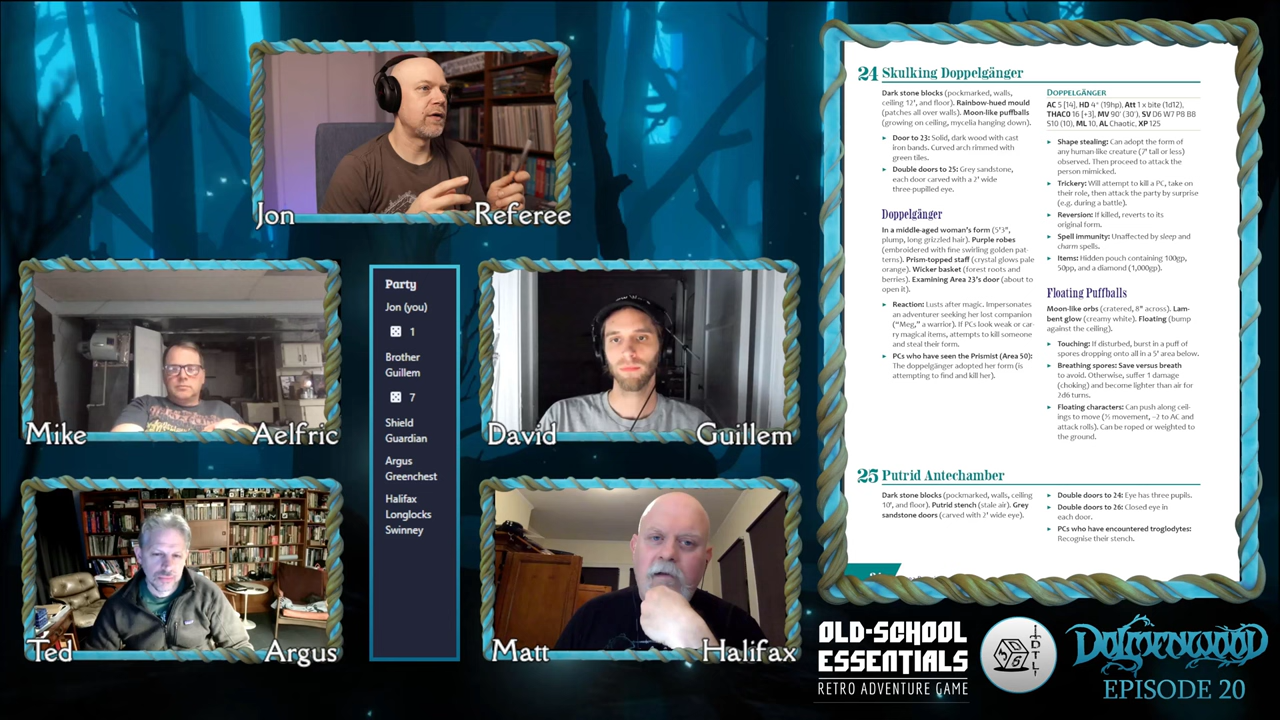 Jon
Referee
Mike
Aelfric
David
Guillem
Ted
Argus
Matt
Halifax
Party
Jon (you)
1
Brother
Guillem
7
Shield
Guardian
Argus
Greenchest
Halifax
Longlocks
Swinney
24 Skulking Doppelgänger
Dark stone blocks (pockmarked, walls,
ceiling 12', and floor). Rainbow-hued mould
(patches all over walls). Moon-like puffballs
(growing on ceiling, mycelia hanging down).
▸ Door to 23: Solid, dark wood with cast
iron bands. Curved arch rimmed with
green tiles.
▸ Double doors to 25: Grey sandstone,
each door carved with a 2' wide
three pupilled eye.
Doppelgänger
In a middle-aged woman's form (5'3",
plump, long grizzled hair). Purple robes
(embroidered with fine swirling golden pat-
terns). Prism-topped staff (crystal glows pale
orange). Wicker basket (forest roots and
berries). Examining Area 23's door (about to
open it).
▸ Reaction: Lusts after magic. Impersonates
an adventurer seeking her lost companion
("Meg," a warrior). If PCs look weak or car-
ry magical items, attempts to kill someone
and steal their form.
▸ PCs who have seen the Prismist (Area 50):
The doppelgänger adopted her form (is
attempting to find and kill her).
Doppelgänger
AC 5 [14], HD 4* (19hp), Att 1 x bite (1d12),
THAC0 16 [+3], MV 90' (30'), SV D6 W7 P8 B8
S10 (10), ML 10, AL Chaotic, XP 125
▸ Shape stealing: Can adopt the form of
any human-like creature (7' tall or less)
observed. Then proceed to attack the
person mimicked.
▸ Trickery: Will attempt to kill a PC, take on
their role, then attack the party by surprise
(e.g. during a battle).
▸ Reversion: If killed, reverts to its
original form.
▸ Spell immunity: Unaffected by sleep and
charm spells.
▸ Items: Hidden pouch containing 100gp,
50pp, and a diamond (1,000gp).
Floating Puffballs
Moon-like orbs (cratered, 8" across). Lam-
bent glow (creamy white). Floating (bump
against the ceiling).
▸ Touching: If disturbed, burst in a puff of
spores dropping onto all in a 5' area below.
▸ Breathing spores: Save versus breath
to avoid. Otherwise, suffer 1 damage
(choking) and become lighter than air for
2d6 turns.
▸ Floating characters: Can push along ceil-
ings to move (½ movement, –2 to AC and
attack rolls). Can be roped or weighted to
the ground.
25 Putrid Antechamber
Dark stone blocks (pockmarked, walls, ceiling
10', and floor). Putrid stench (stale air). Grey
sandstone doors (carved with 2' wide eye).
▸ Double doors to 24: Eye has three pupils.
▸ Double doors to 26: Closed eye in
each door.
▸ PCs who have encountered troglodytes:
Recognise their stench.
OLD-SCHOOL
ESSENTIALS
RETRO ADVENTURE GAME
ITDTL
Dolmenwood
EPISODE 20